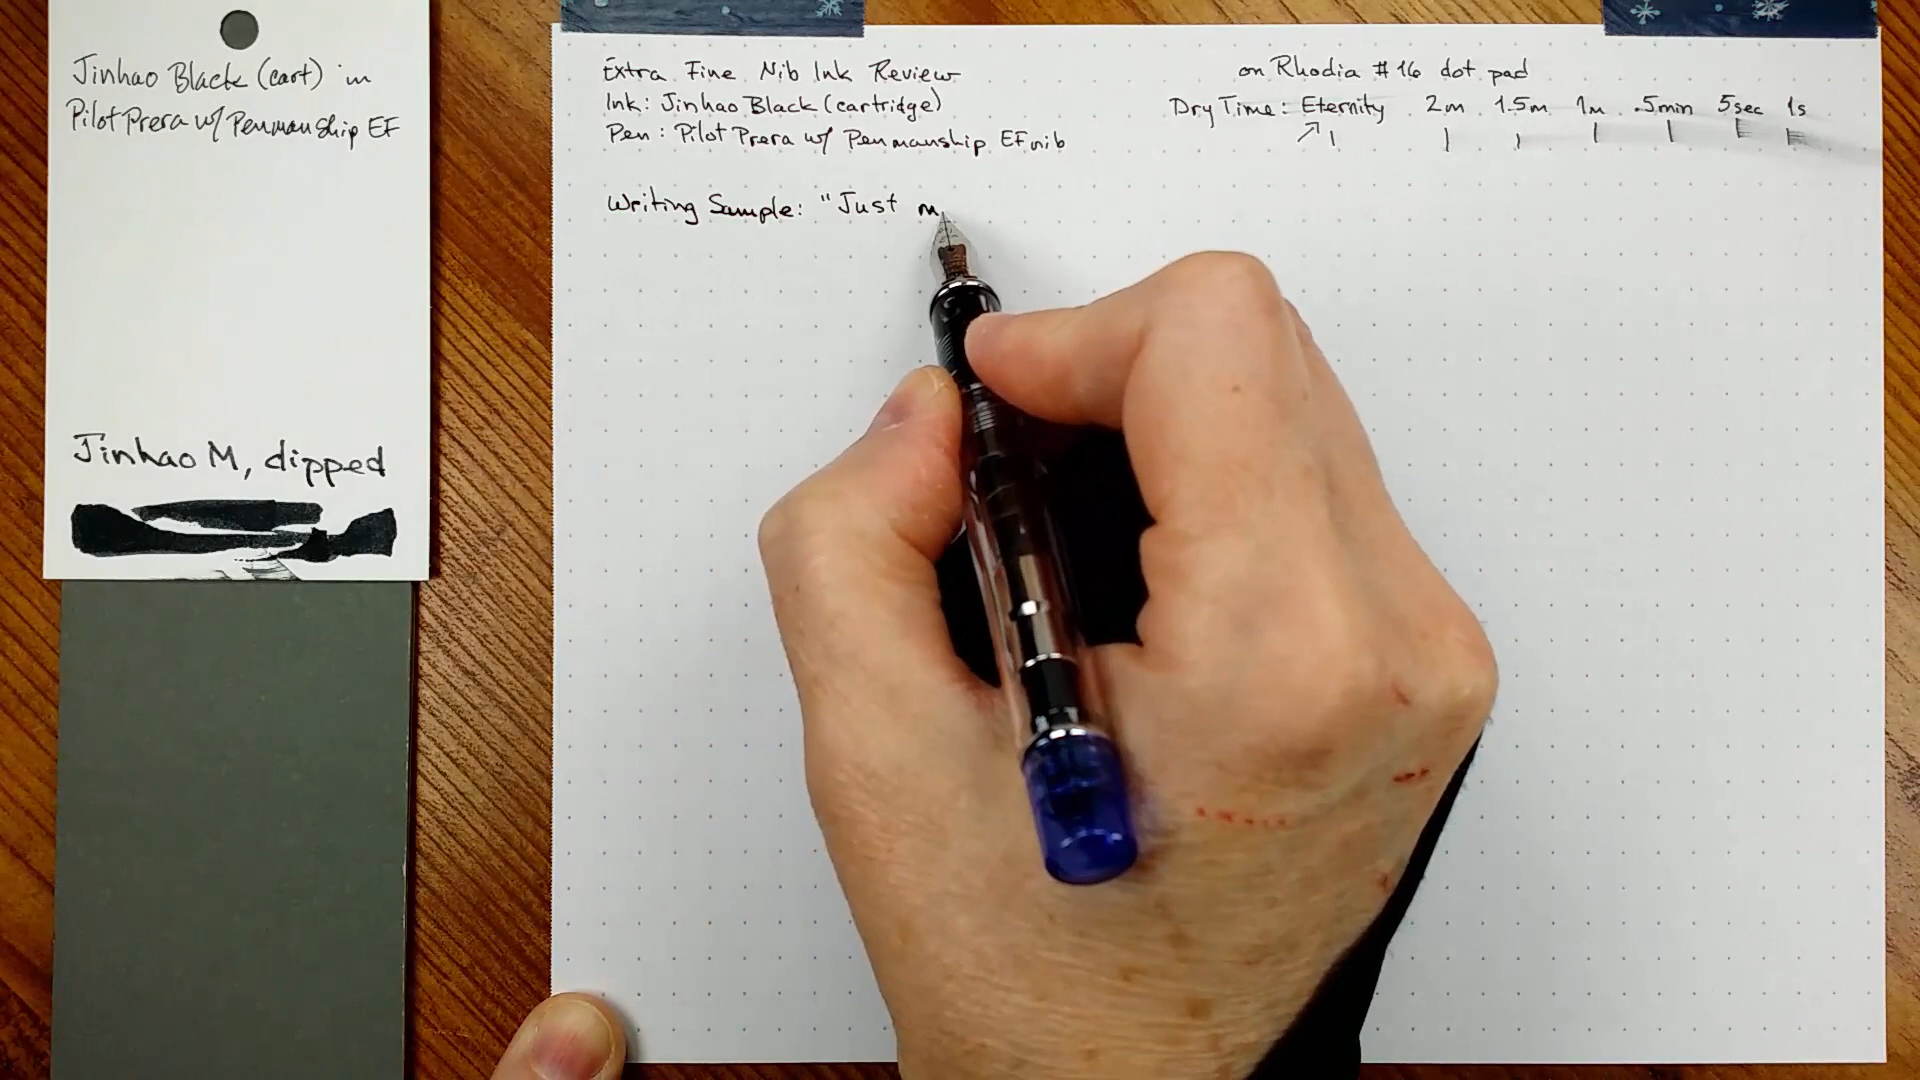 Jinhao Black (cart) in
Pilot Prera w/ Penmanship EF
Jinhao M, dipped
Extra Fine Nib Ink Review
Ink: Jinhao Black (cartridge)
Pen: Pilot Prera w/ Penmanship EF nib
on Rhodia #16 dot pad
Dry Time: Eternity 2m 1.5m 1m .5min 5sec 1s
Writing Sample: "Just m